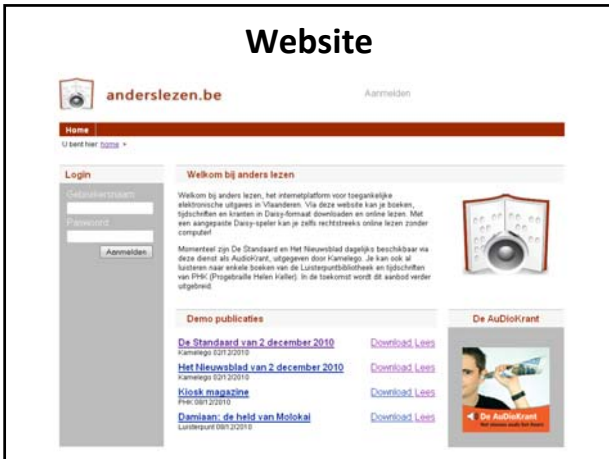 Website
anderslezen.be
Aanmelden
Home
U bent hier: home
Login
Gebruikersnaam
Paswoord
Aanmelden
Welkom bij anders lezen
Welkom bij anders lezen, het internetplatform voor toegankelijke
elektronische uitgaves in Vlaanderen. Via deze website kan je boeken,
tijdschriften en kranten in Daisy-formaat downloaden en online lezen. Met
een aangepaste Daisy-speler kan je zelfs rechtstreeks online lezen zonder
computer!
Momenteel zijn De Standaard en Het Nieuwsblad dagelijks beschikbaar via
deze dienst als AudioKrant, uitgegeven door Kamelego. Je kan ook al
luisteren naar enkele boeken van de Luisterpuntbibliotheek en tijdschriften
van PHK (Progebraille Helen Keller). In de toekomst wordt dit aanbod verder
uitgebreid.
Demo publicaties
De Standaard van 2 december 2010 Download Lees
Kamelego 02/12/2010
Het Nieuwsblad van 2 december 2010 Download Lees
Kamelego 02/12/2010
Kiosk magazine Download Lees
PHK 08/12/2010
Damiaan: de held van Molokai Download Lees
Luisterpunt 08/12/2010
De AuDioKrant
De AuDioKrant
Het nieuws zoals het hoort